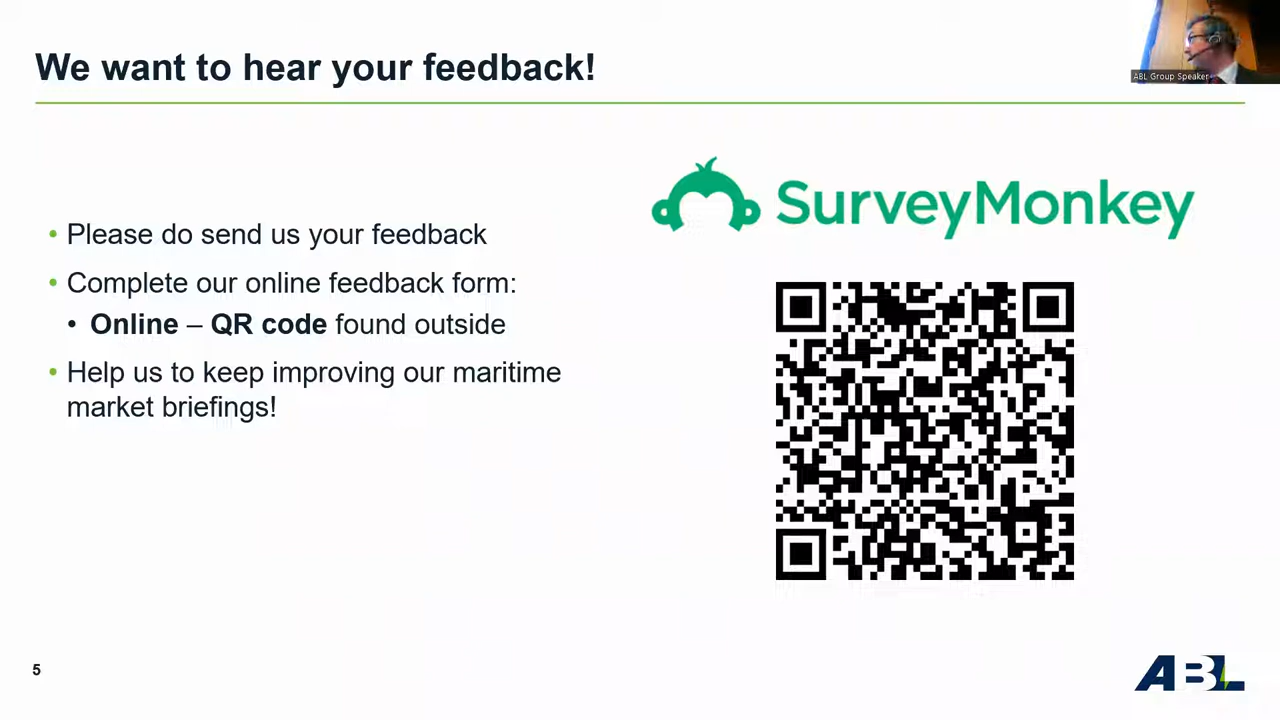 We want to hear your feedback!
ABL Group Speaker
SurveyMonkey
• Please do send us your feedback
• Complete our online feedback form:
• Online – QR code found outside
• Help us to keep improving our maritime
market briefings!
5
ABL